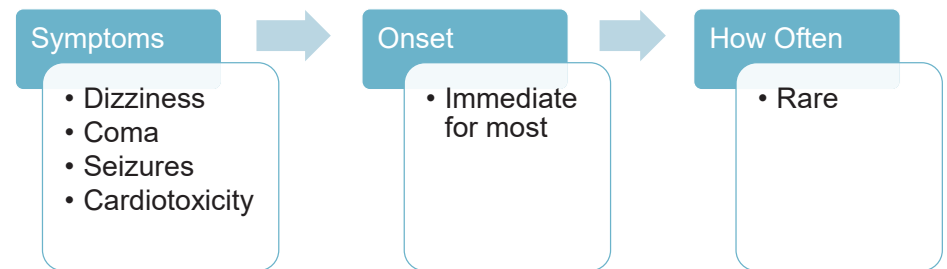 Symptoms
• Dizziness
• Coma
• Seizures
• Cardiotoxicity
Onset
• Immediate
for most
How Often
• Rare